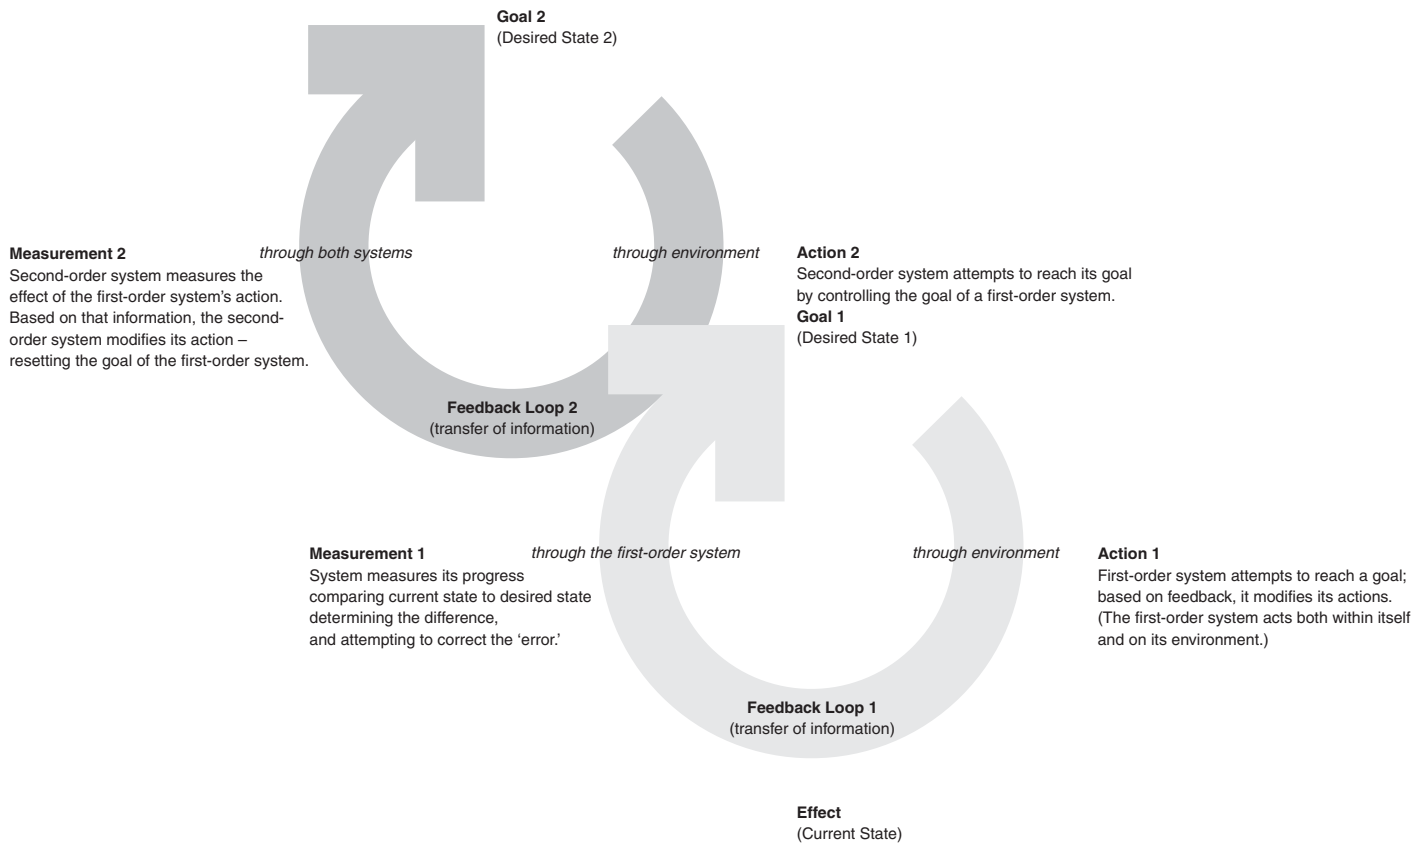 Goal 2
(Desired State 2)
Measurement 2
Second-order system measures the
effect of the first-order system’s action.
Based on that information, the second-
order system modifies its action –
resetting the goal of the first-order system.
through both systems
through environment
Action 2
Second-order system attempts to reach its goal
by controlling the goal of a first-order system.
Goal 1
(Desired State 1)
Feedback Loop 2
(transfer of information)
Measurement 1
System measures its progress
comparing current state to desired state
determining the difference,
and attempting to correct the ‘error.’
through the first-order system
through environment
Action 1
First-order system attempts to reach a goal;
based on feedback, it modifies its actions.
(The first-order system acts both within itself
and on its environment.)
Feedback Loop 1
(transfer of information)
Effect
(Current State)